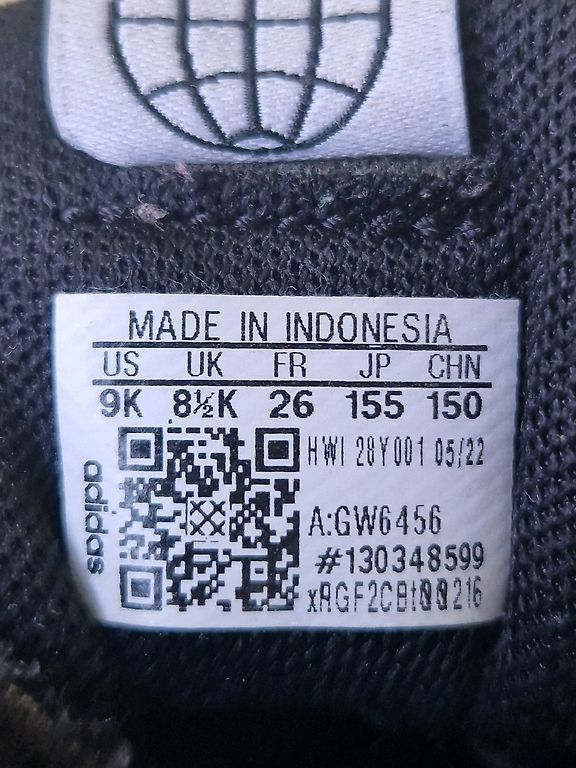 MADE IN INDONESIA
US UK FR JP CHN
9K 8½K 26 155 150
HWI 28Y001 05/22
adidas
A:GW6456
#130348599